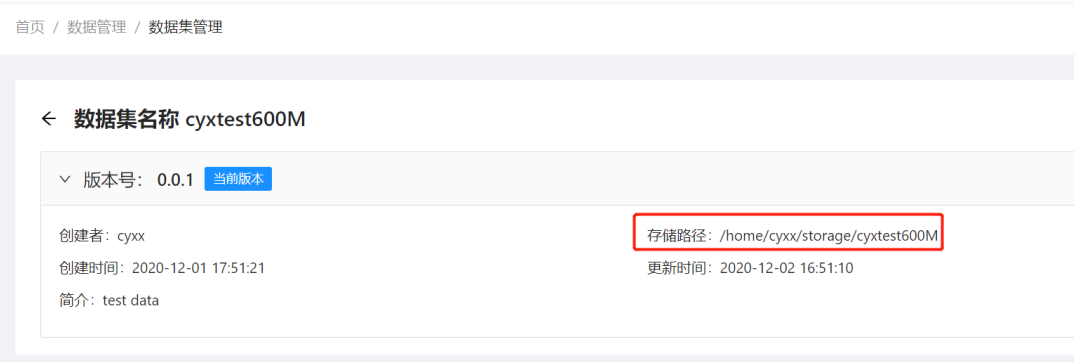 首页 / 数据管理 / 数据集管理
数据集名称 cyxtest600M
版本号： 0.0.1 当前版本
创建者：cyxx 存储路径：/home/cyxx/storage/cyxtest600M
创建时间：2020-12-01 17:51:21 更新时间：2020-12-02 16:51:10
简介：test data